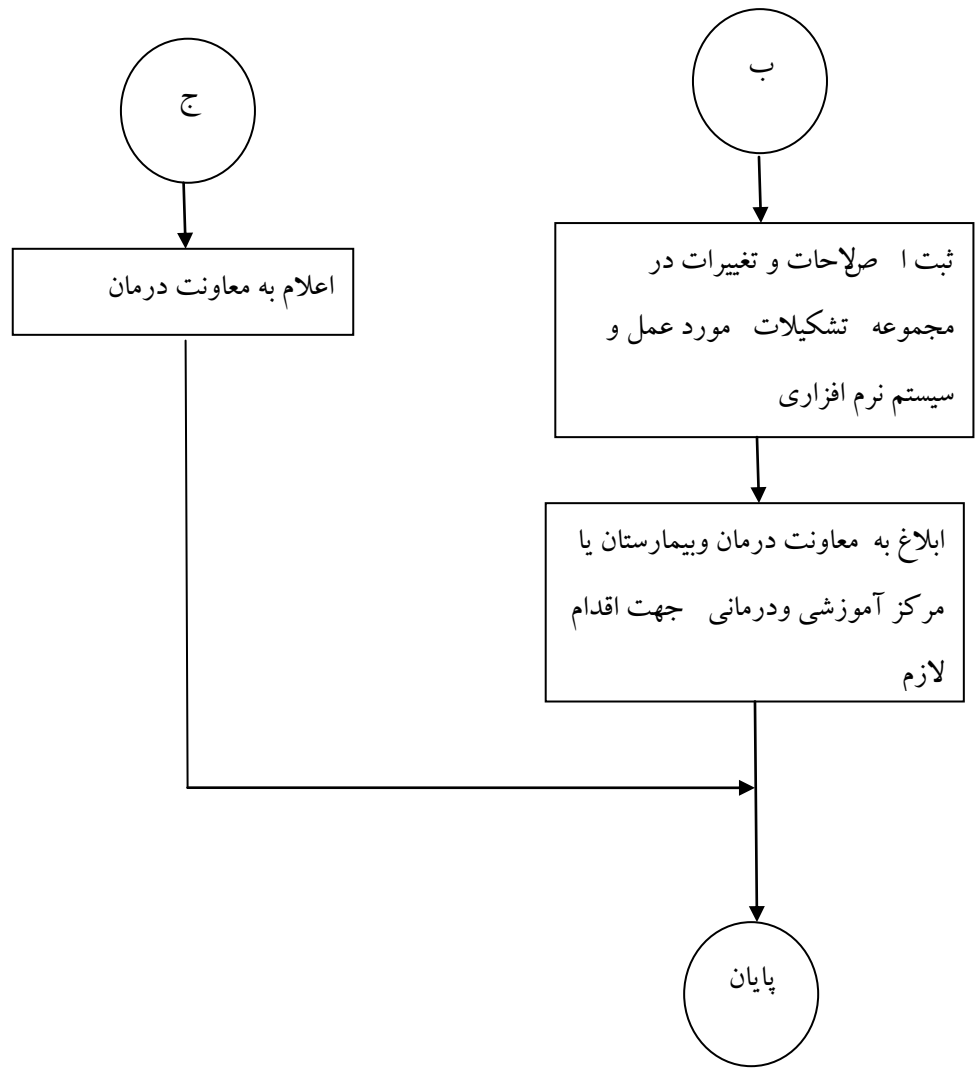 ب
ج
ثبت ا صلاحات و تغییرات در
مجموعه تشکیلات مورد عمل و
سیستم نرم افزاری
اعلام به معاونت درمان
ابلاغ به معاونت درمان وبیمارستان یا
مرکز آموزشی ودرمانی جهت اقدام
لازم
پایان